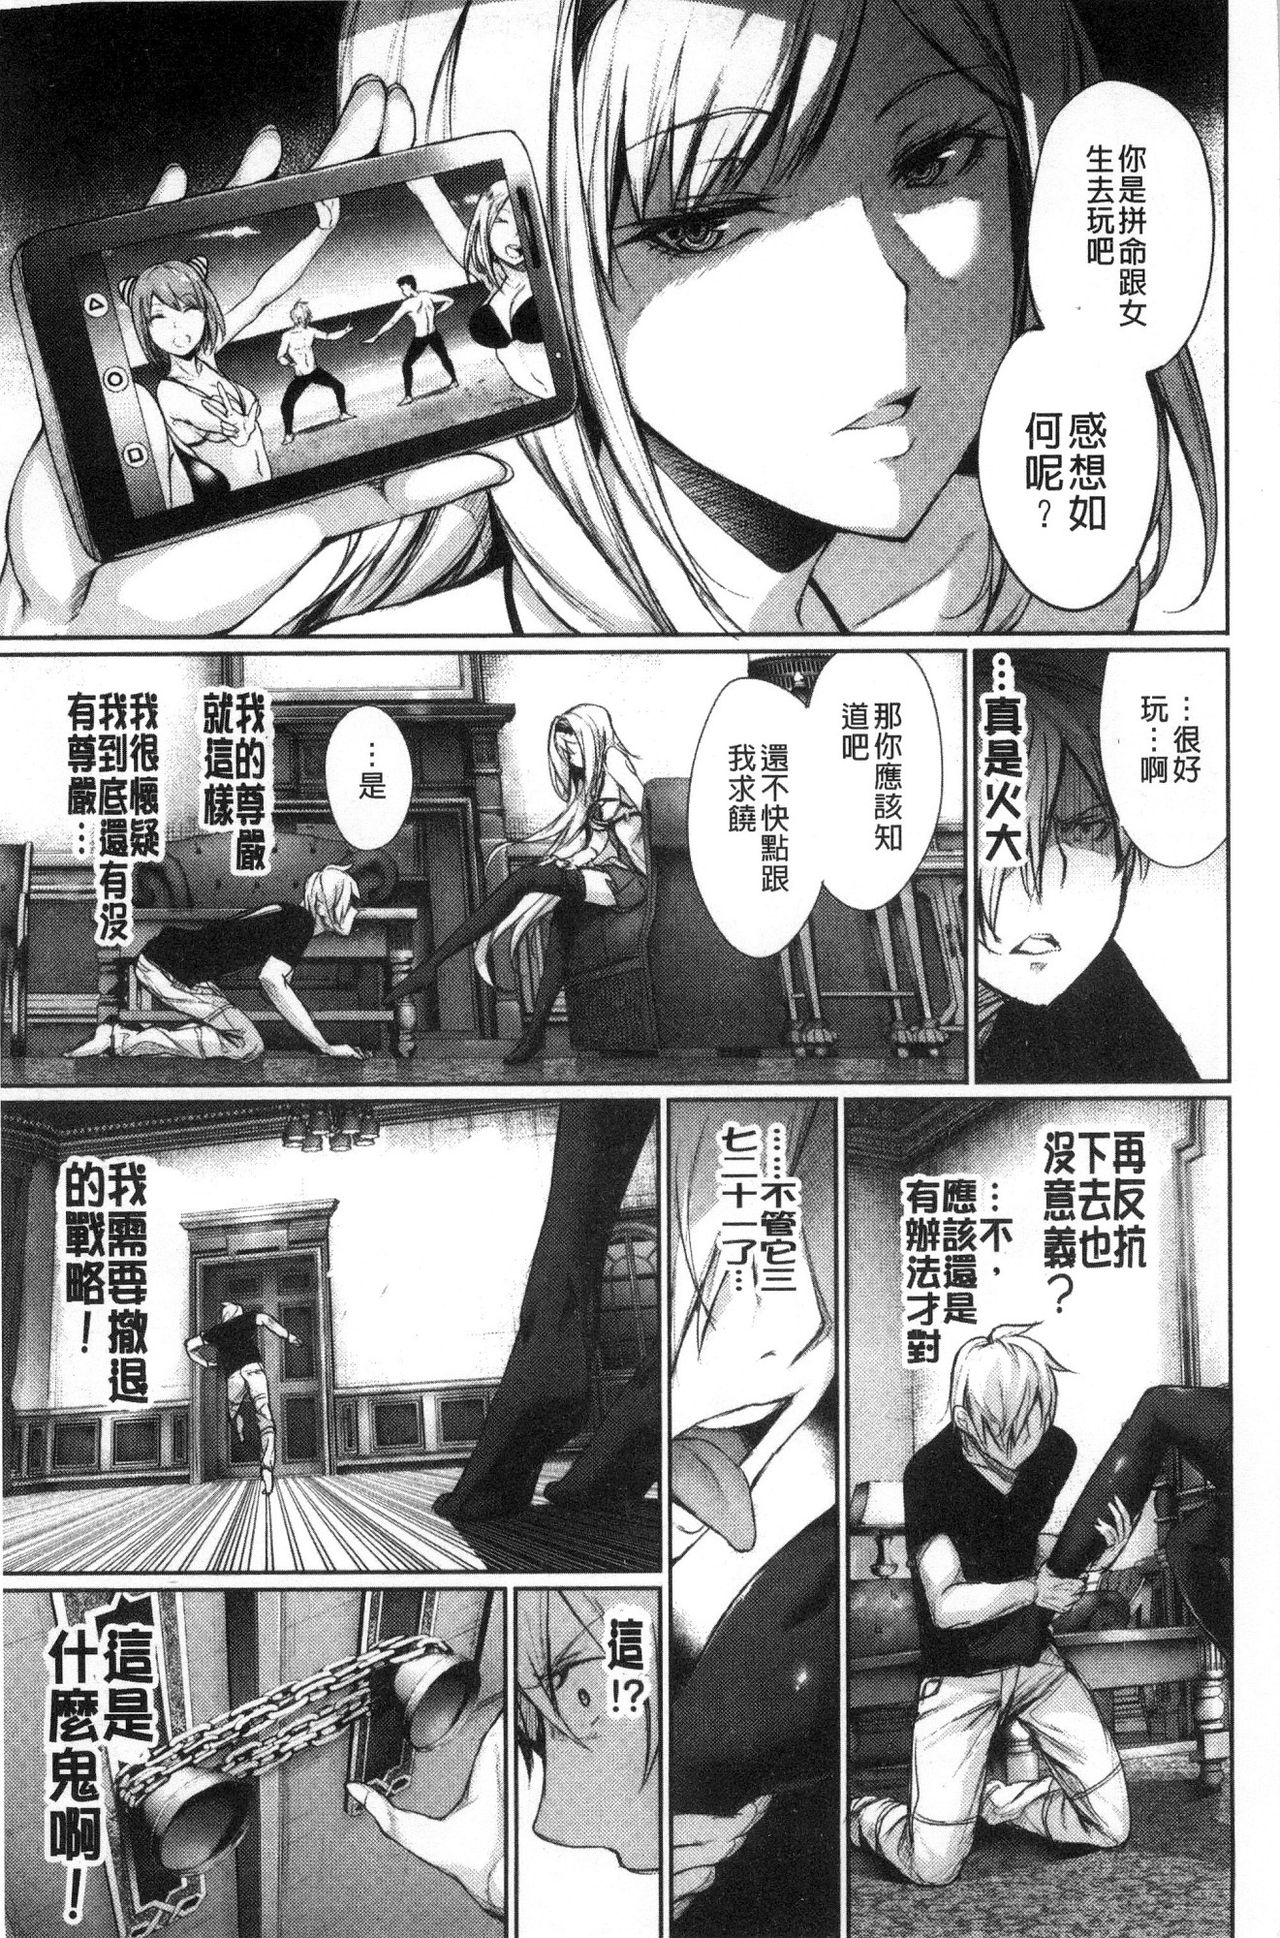 你是拼命跟女
生去玩吧
感想如
何呢？
…很好
玩…啊
…真是火大
那你應該知
道吧
還不快點跟
我求饒
…是
我的尊嚴
就這樣
我很懷疑
我到底還有沒
有尊嚴…
再反抗
下去也
沒意義？
…不，
應該還是
有辦法才對
……不管它三
七二十一了…
我需要撤退
的戰略！
這！？
這是
什麼鬼啊！